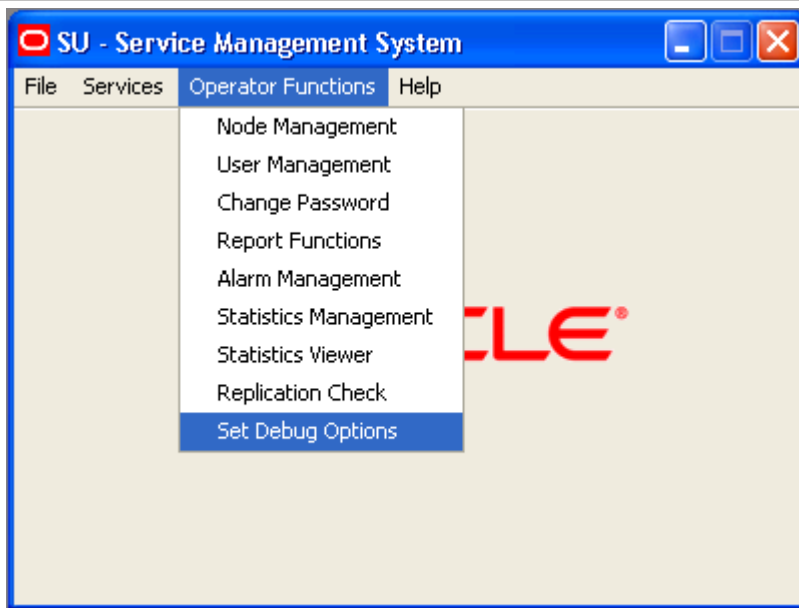 SU - Service Management System
File Services Operator Functions Help
Node Management
User Management
Change Password
Report Functions
Alarm Management
Statistics Management
Statistics Viewer
Replication Check
Set Debug Options
CLE®